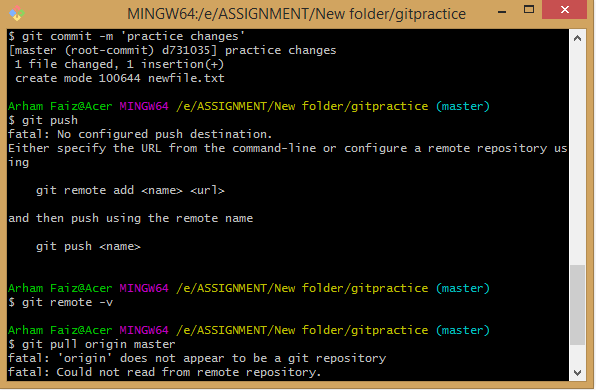 MINGW64:/e/ASSIGNMENT/New folder/gitpractice
$ git commit -m 'practice changes'
[master (root-commit) d731035] practice changes
 1 file changed, 1 insertion(+)
 create mode 100644 newfile.txt
Arham Faiz@Acer MINGW64 /e/ASSIGNMENT/New folder/gitpractice (master)
$ git push
fatal: No configured push destination.
Either specify the URL from the command-line or configure a remote repository us
ing
    git remote add <name> <url>
and then push using the remote name
    git push <name>
Arham Faiz@Acer MINGW64 /e/ASSIGNMENT/New folder/gitpractice (master)
$ git remote -v
Arham Faiz@Acer MINGW64 /e/ASSIGNMENT/New folder/gitpractice (master)
$ git pull origin master
fatal: 'origin' does not appear to be a git repository
fatal: Could not read from remote repository.